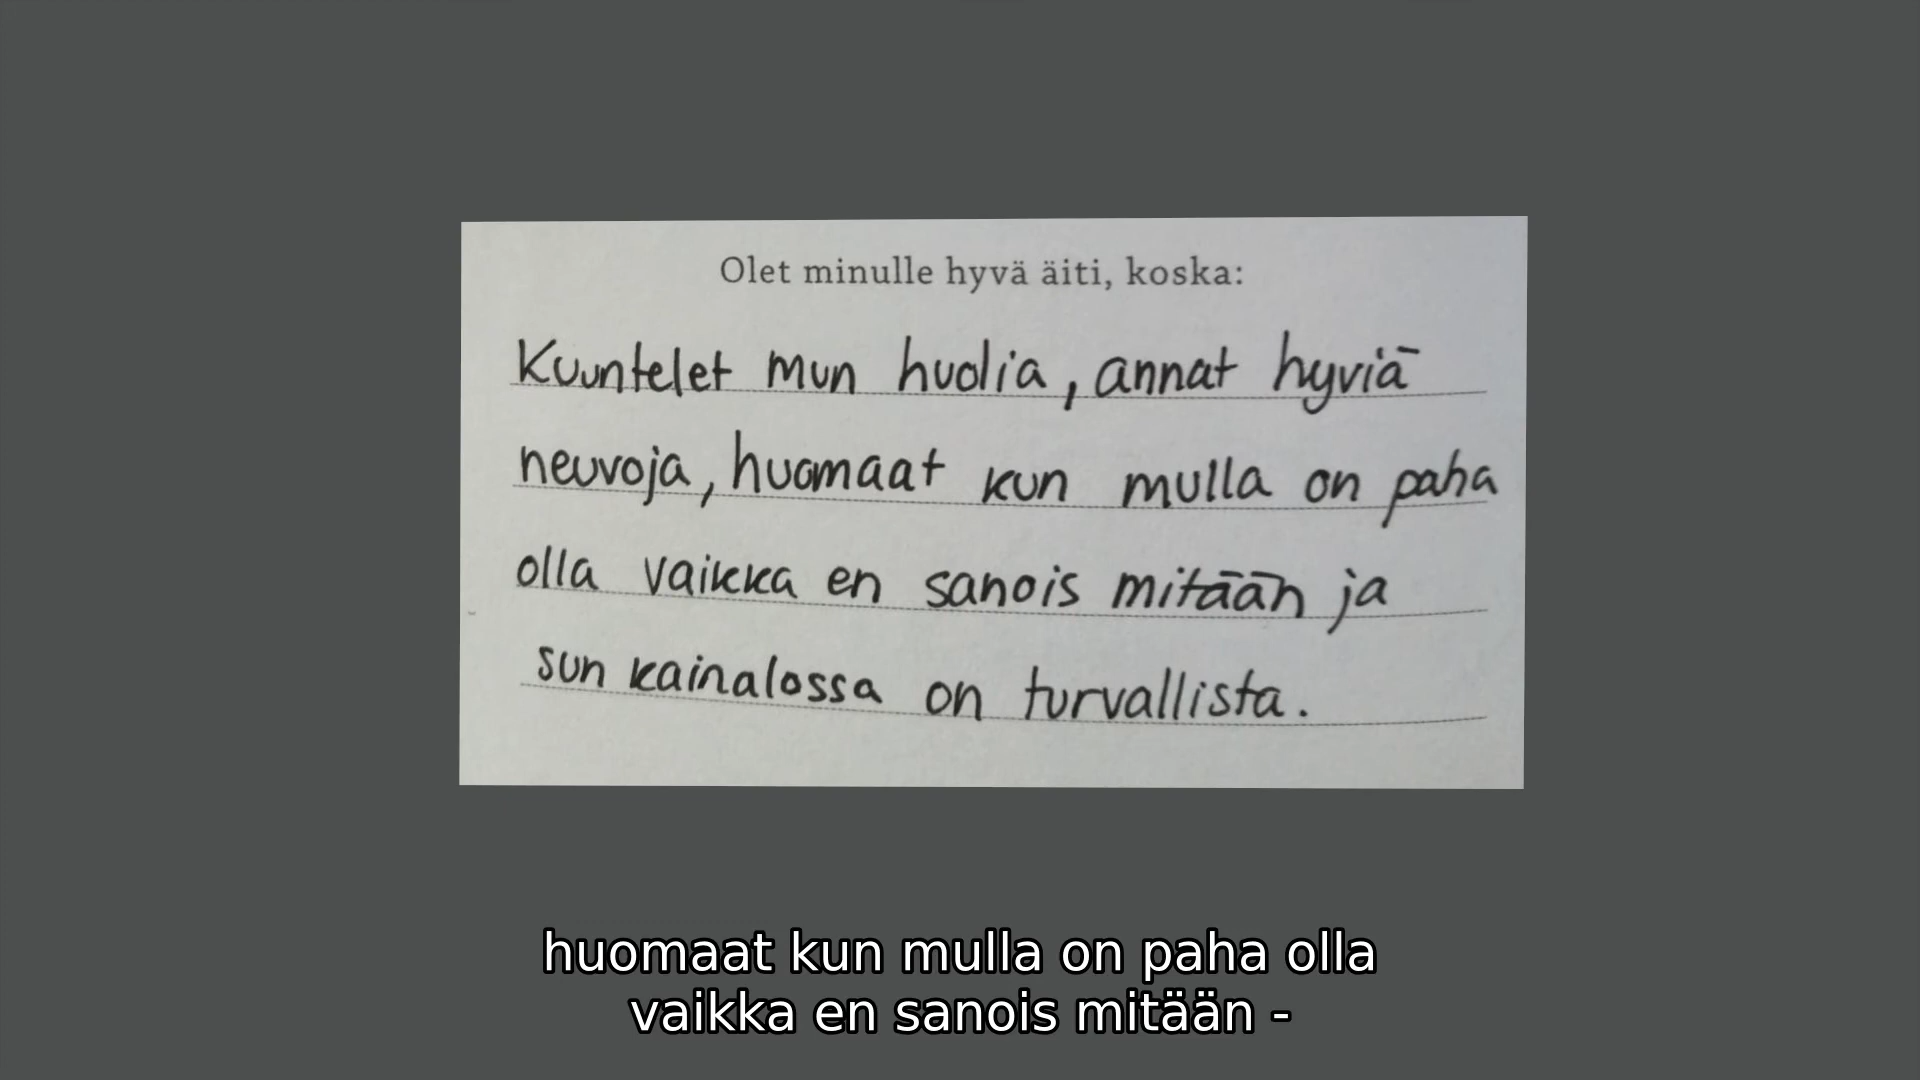 Olet minulle hyvä äiti, koska:
Kuuntelet mun huolia, annat hyviä
neuvoja, huomaat kun mulla on paha
olla vaikka en sanois mitään ja
sun kainalossa on turvallista.
huomaat kun mulla on paha olla
vaikka en sanois mitään -